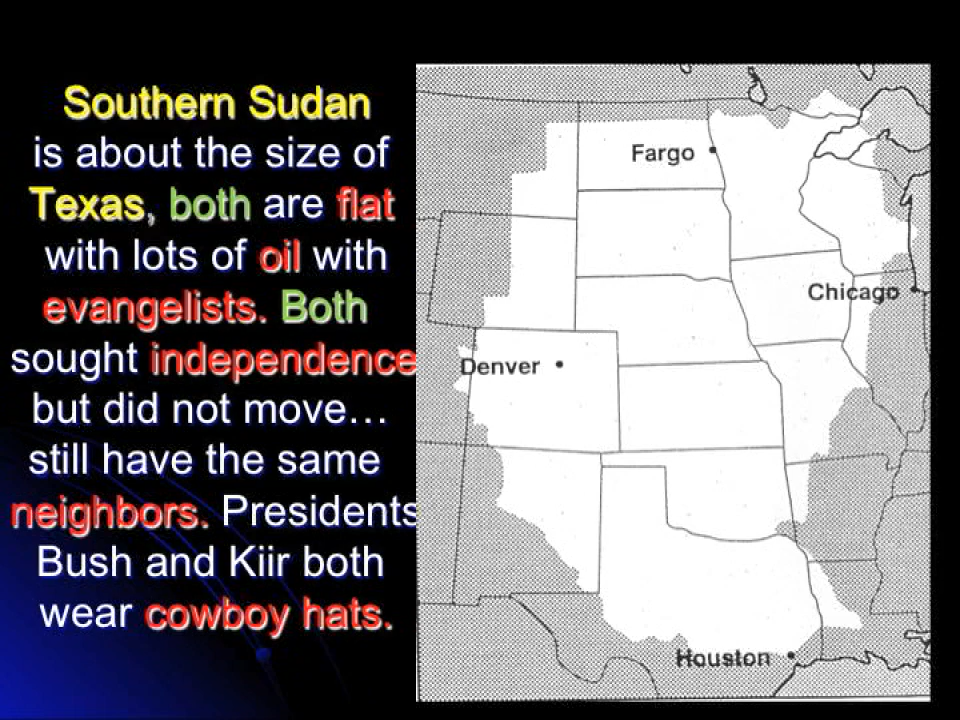 Southern Sudan
is about the size of
Texas, both are flat
with lots of oil with
evangelists. Both
sought independence
but did not move…
still have the same
neighbors. Presidents
Bush and Kiir both
wear cowboy hats.
Fargo
Chicago
Denver
Houston